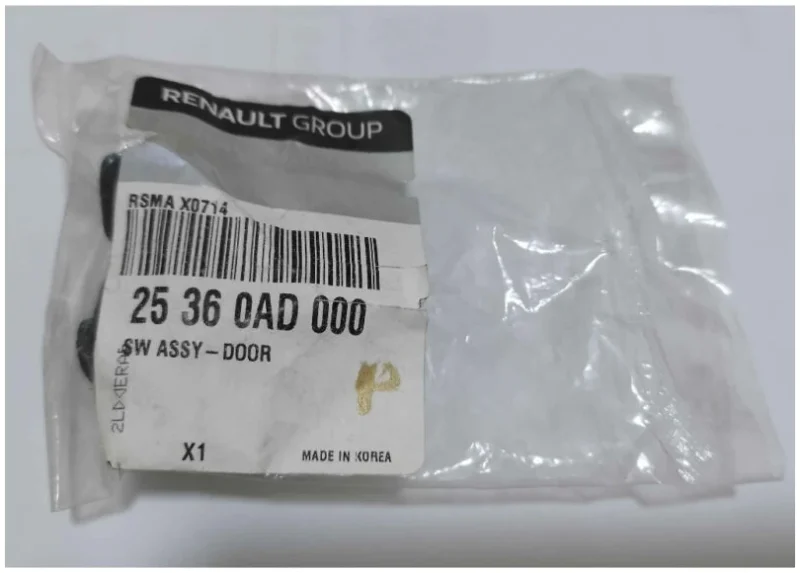 RENAULT GROUP
RSMA X0714
25 36 0AD 000
SW ASSY-DOOR
X1
MADE IN KOREA